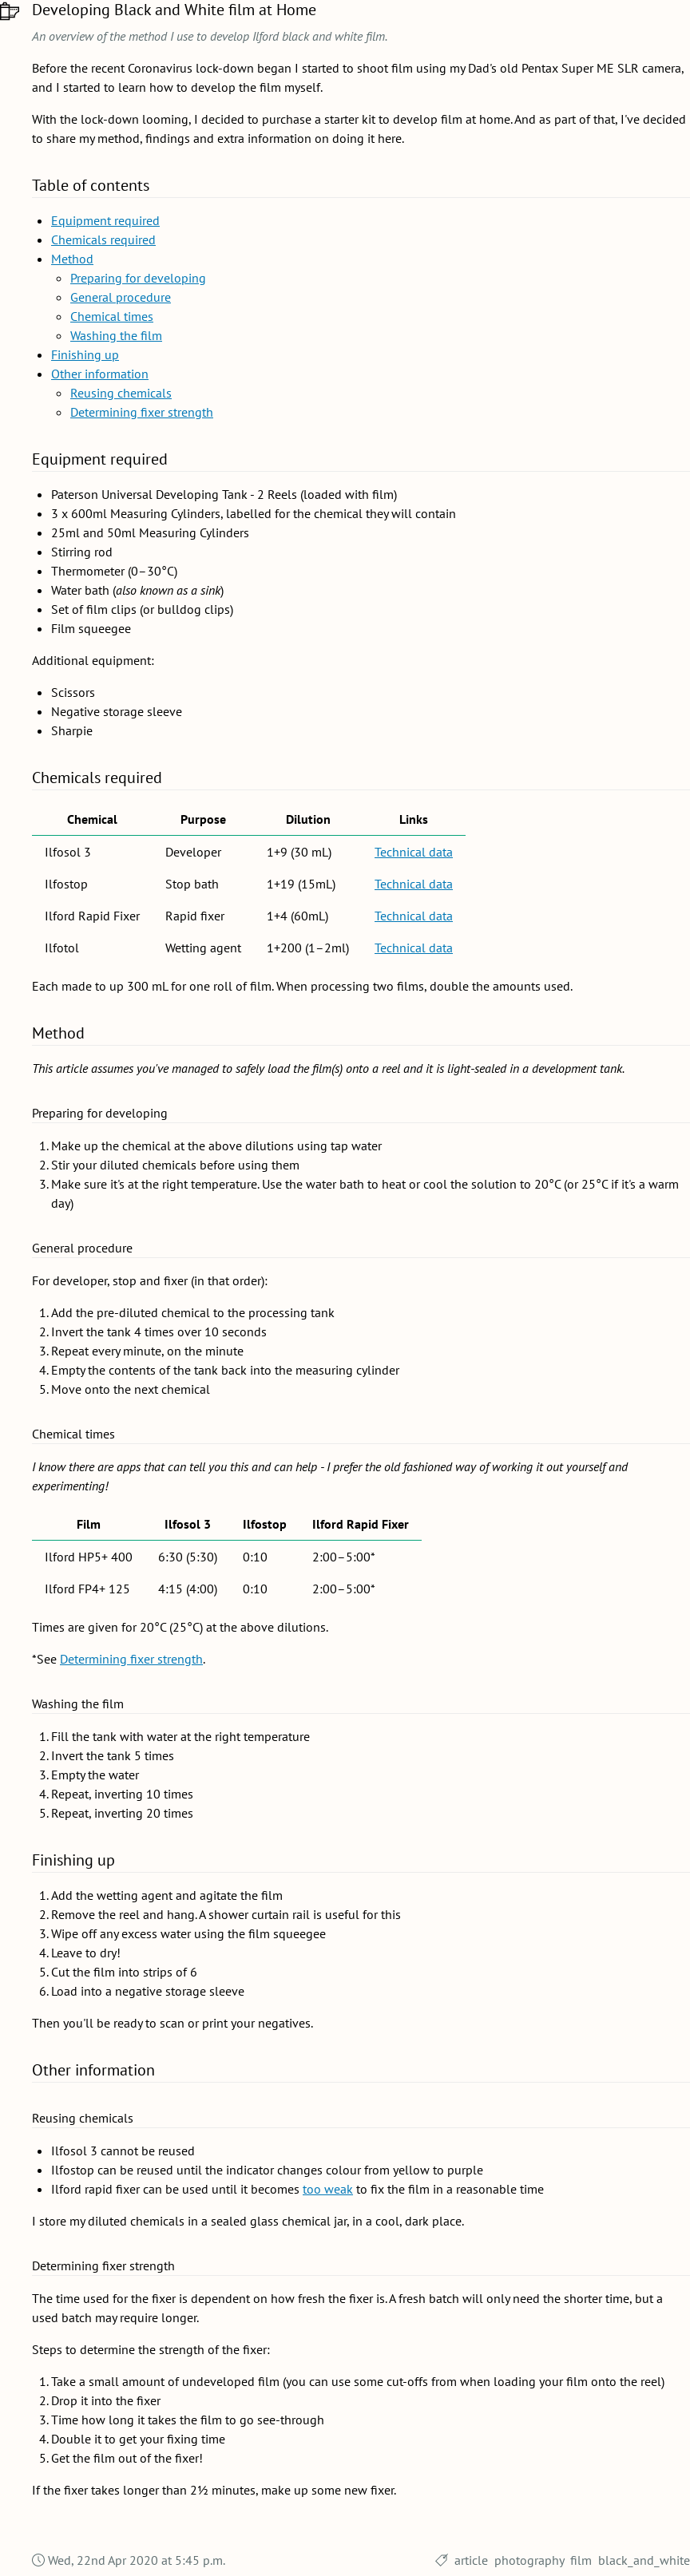 Developing Black and White film at Home
An overview of the method I use to develop Ilford black and white film.
Before the recent Coronavirus lock-down began I started to shoot film using my Dad's old Pentax Super ME SLR camera,
and I started to learn how to develop the film myself.
With the lock-down looming, I decided to purchase a starter kit to develop film at home. And as part of that, I've decided
to share my method, findings and extra information on doing it here.
Table of contents
• Equipment required
• Chemicals required
• Method
◦ Preparing for developing
◦ General procedure
◦ Chemical times
◦ Washing the film
• Finishing up
• Other information
◦ Reusing chemicals
◦ Determining fixer strength
Equipment required
• Paterson Universal Developing Tank - 2 Reels (loaded with film)
• 3 x 600ml Measuring Cylinders, labelled for the chemical they will contain
• 25ml and 50ml Measuring Cylinders
• Stirring rod
• Thermometer (0–30°C)
• Water bath (also known as a sink)
• Set of film clips (or bulldog clips)
• Film squeegee
Additional equipment:
• Scissors
• Negative storage sleeve
• Sharpie
Chemicals required
Chemical Purpose Dilution Links
Ilfosol 3 Developer 1+9 (30 mL) Technical data
Ilfostop Stop bath 1+19 (15mL) Technical data
Ilford Rapid Fixer Rapid fixer 1+4 (60mL) Technical data
Ilfotol Wetting agent 1+200 (1–2ml) Technical data
Each made to up 300 mL for one roll of film. When processing two films, double the amounts used.
Method
This article assumes you've managed to safely load the film(s) onto a reel and it is light-sealed in a development tank.
Preparing for developing
1. Make up the chemical at the above dilutions using tap water
2. Stir your diluted chemicals before using them
3. Make sure it's at the right temperature. Use the water bath to heat or cool the solution to 20°C (or 25°C if it's a warm
day)
General procedure
For developer, stop and fixer (in that order):
1. Add the pre-diluted chemical to the processing tank
2. Invert the tank 4 times over 10 seconds
3. Repeat every minute, on the minute
4. Empty the contents of the tank back into the measuring cylinder
5. Move onto the next chemical
Chemical times
I know there are apps that can tell you this and can help - I prefer the old fashioned way of working it out yourself and
experimenting!
Film Ilfosol 3 Ilfostop Ilford Rapid Fixer
Ilford HP5+ 400 6:30 (5:30) 0:10 2:00–5:00*
Ilford FP4+ 125 4:15 (4:00) 0:10 2:00–5:00*
Times are given for 20°C (25°C) at the above dilutions.
*See Determining fixer strength.
Washing the film
1. Fill the tank with water at the right temperature
2. Invert the tank 5 times
3. Empty the water
4. Repeat, inverting 10 times
5. Repeat, inverting 20 times
Finishing up
1. Add the wetting agent and agitate the film
2. Remove the reel and hang. A shower curtain rail is useful for this
3. Wipe off any excess water using the film squeegee
4. Leave to dry!
5. Cut the film into strips of 6
6. Load into a negative storage sleeve
Then you'll be ready to scan or print your negatives.
Other information
Reusing chemicals
• Ilfosol 3 cannot be reused
• Ilfostop can be reused until the indicator changes colour from yellow to purple
• Ilford rapid fixer can be used until it becomes too weak to fix the film in a reasonable time
I store my diluted chemicals in a sealed glass chemical jar, in a cool, dark place.
Determining fixer strength
The time used for the fixer is dependent on how fresh the fixer is. A fresh batch will only need the shorter time, but a
used batch may require longer.
Steps to determine the strength of the fixer:
1. Take a small amount of undeveloped film (you can use some cut-offs from when loading your film onto the reel)
2. Drop it into the fixer
3. Time how long it takes the film to go see-through
4. Double it to get your fixing time
5. Get the film out of the fixer!
If the fixer takes longer than 2½ minutes, make up some new fixer.
Wed, 22nd Apr 2020 at 5:45 p.m. article photography film black_and_white